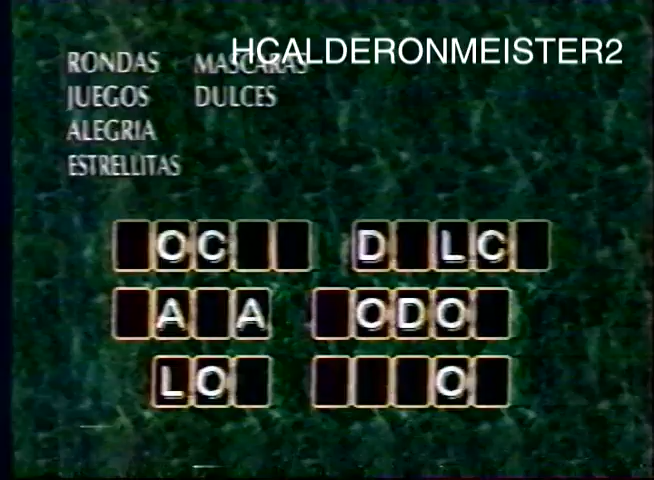 HCALDERONMEISTER2
RONDAS MASCARAS
JUEGOS DULCES
ALEGRIA
ESTRELLITAS
OC D LC
A A ODO
LO O